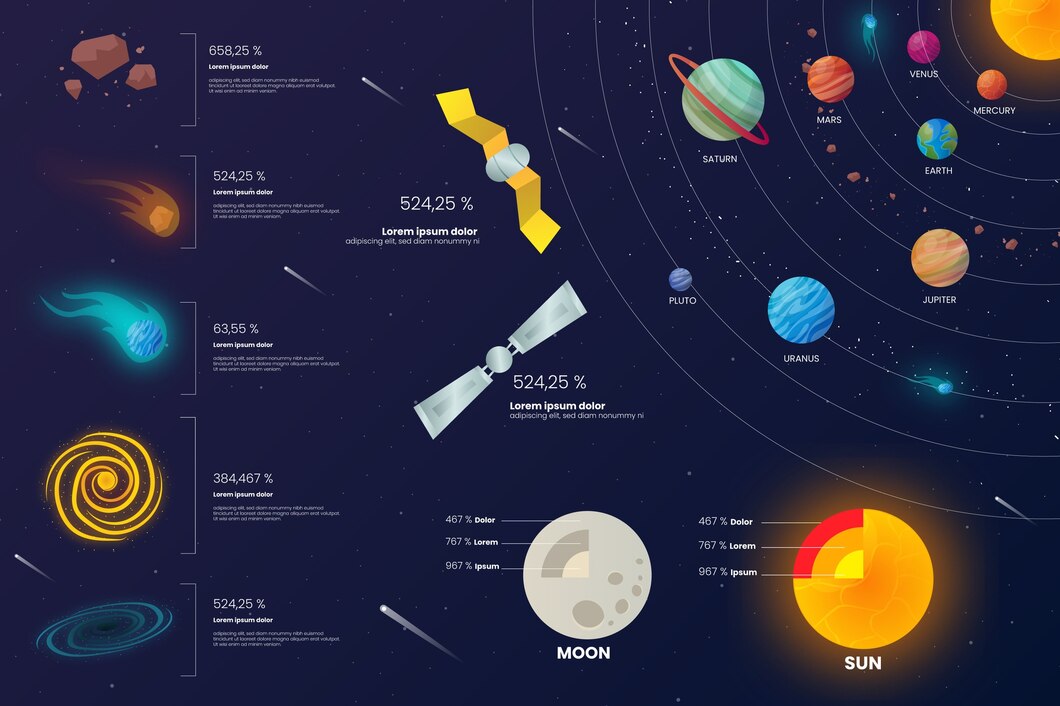 658,25 %
Lorem ipsum dolor
adipiscing elit, sed diam nonummy nibh euismod
tincidunt ut laoreet dolore magna aliquam erat volutpat.
Ut wisi enim ad minim veniam.
524,25 %
Lorem ipsum dolor
adipiscing elit, sed diam nonummy nibh euismod
tincidunt ut laoreet dolore magna aliquam erat volutpat.
Ut wisi enim ad minim veniam.
63,55 %
Lorem ipsum dolor
adipiscing elit, sed diam nonummy nibh euismod
tincidunt ut laoreet dolore magna aliquam erat volutpat.
Ut wisi enim ad minim veniam.
384,467 %
Lorem ipsum dolor
adipiscing elit, sed diam nonummy nibh euismod
tincidunt ut laoreet dolore magna aliquam erat volutpat.
Ut wisi enim ad minim veniam.
524,25 %
Lorem ipsum dolor
adipiscing elit, sed diam nonummy nibh euismod
tincidunt ut laoreet dolore magna aliquam erat volutpat.
Ut wisi enim ad minim veniam.
524,25 %
Lorem ipsum dolor
adipiscing elit, sed diam nonummy ni
524,25 %
Lorem ipsum dolor
adipiscing elit, sed diam nonummy ni
VENUS
MERCURY
MARS
SATURN
EARTH
JUPITER
PLUTO
URANUS
467 % Dolor
767 % Lorem
967 % Ipsum
MOON
467 % Dolor
767 % Lorem
967 % Ipsum
SUN